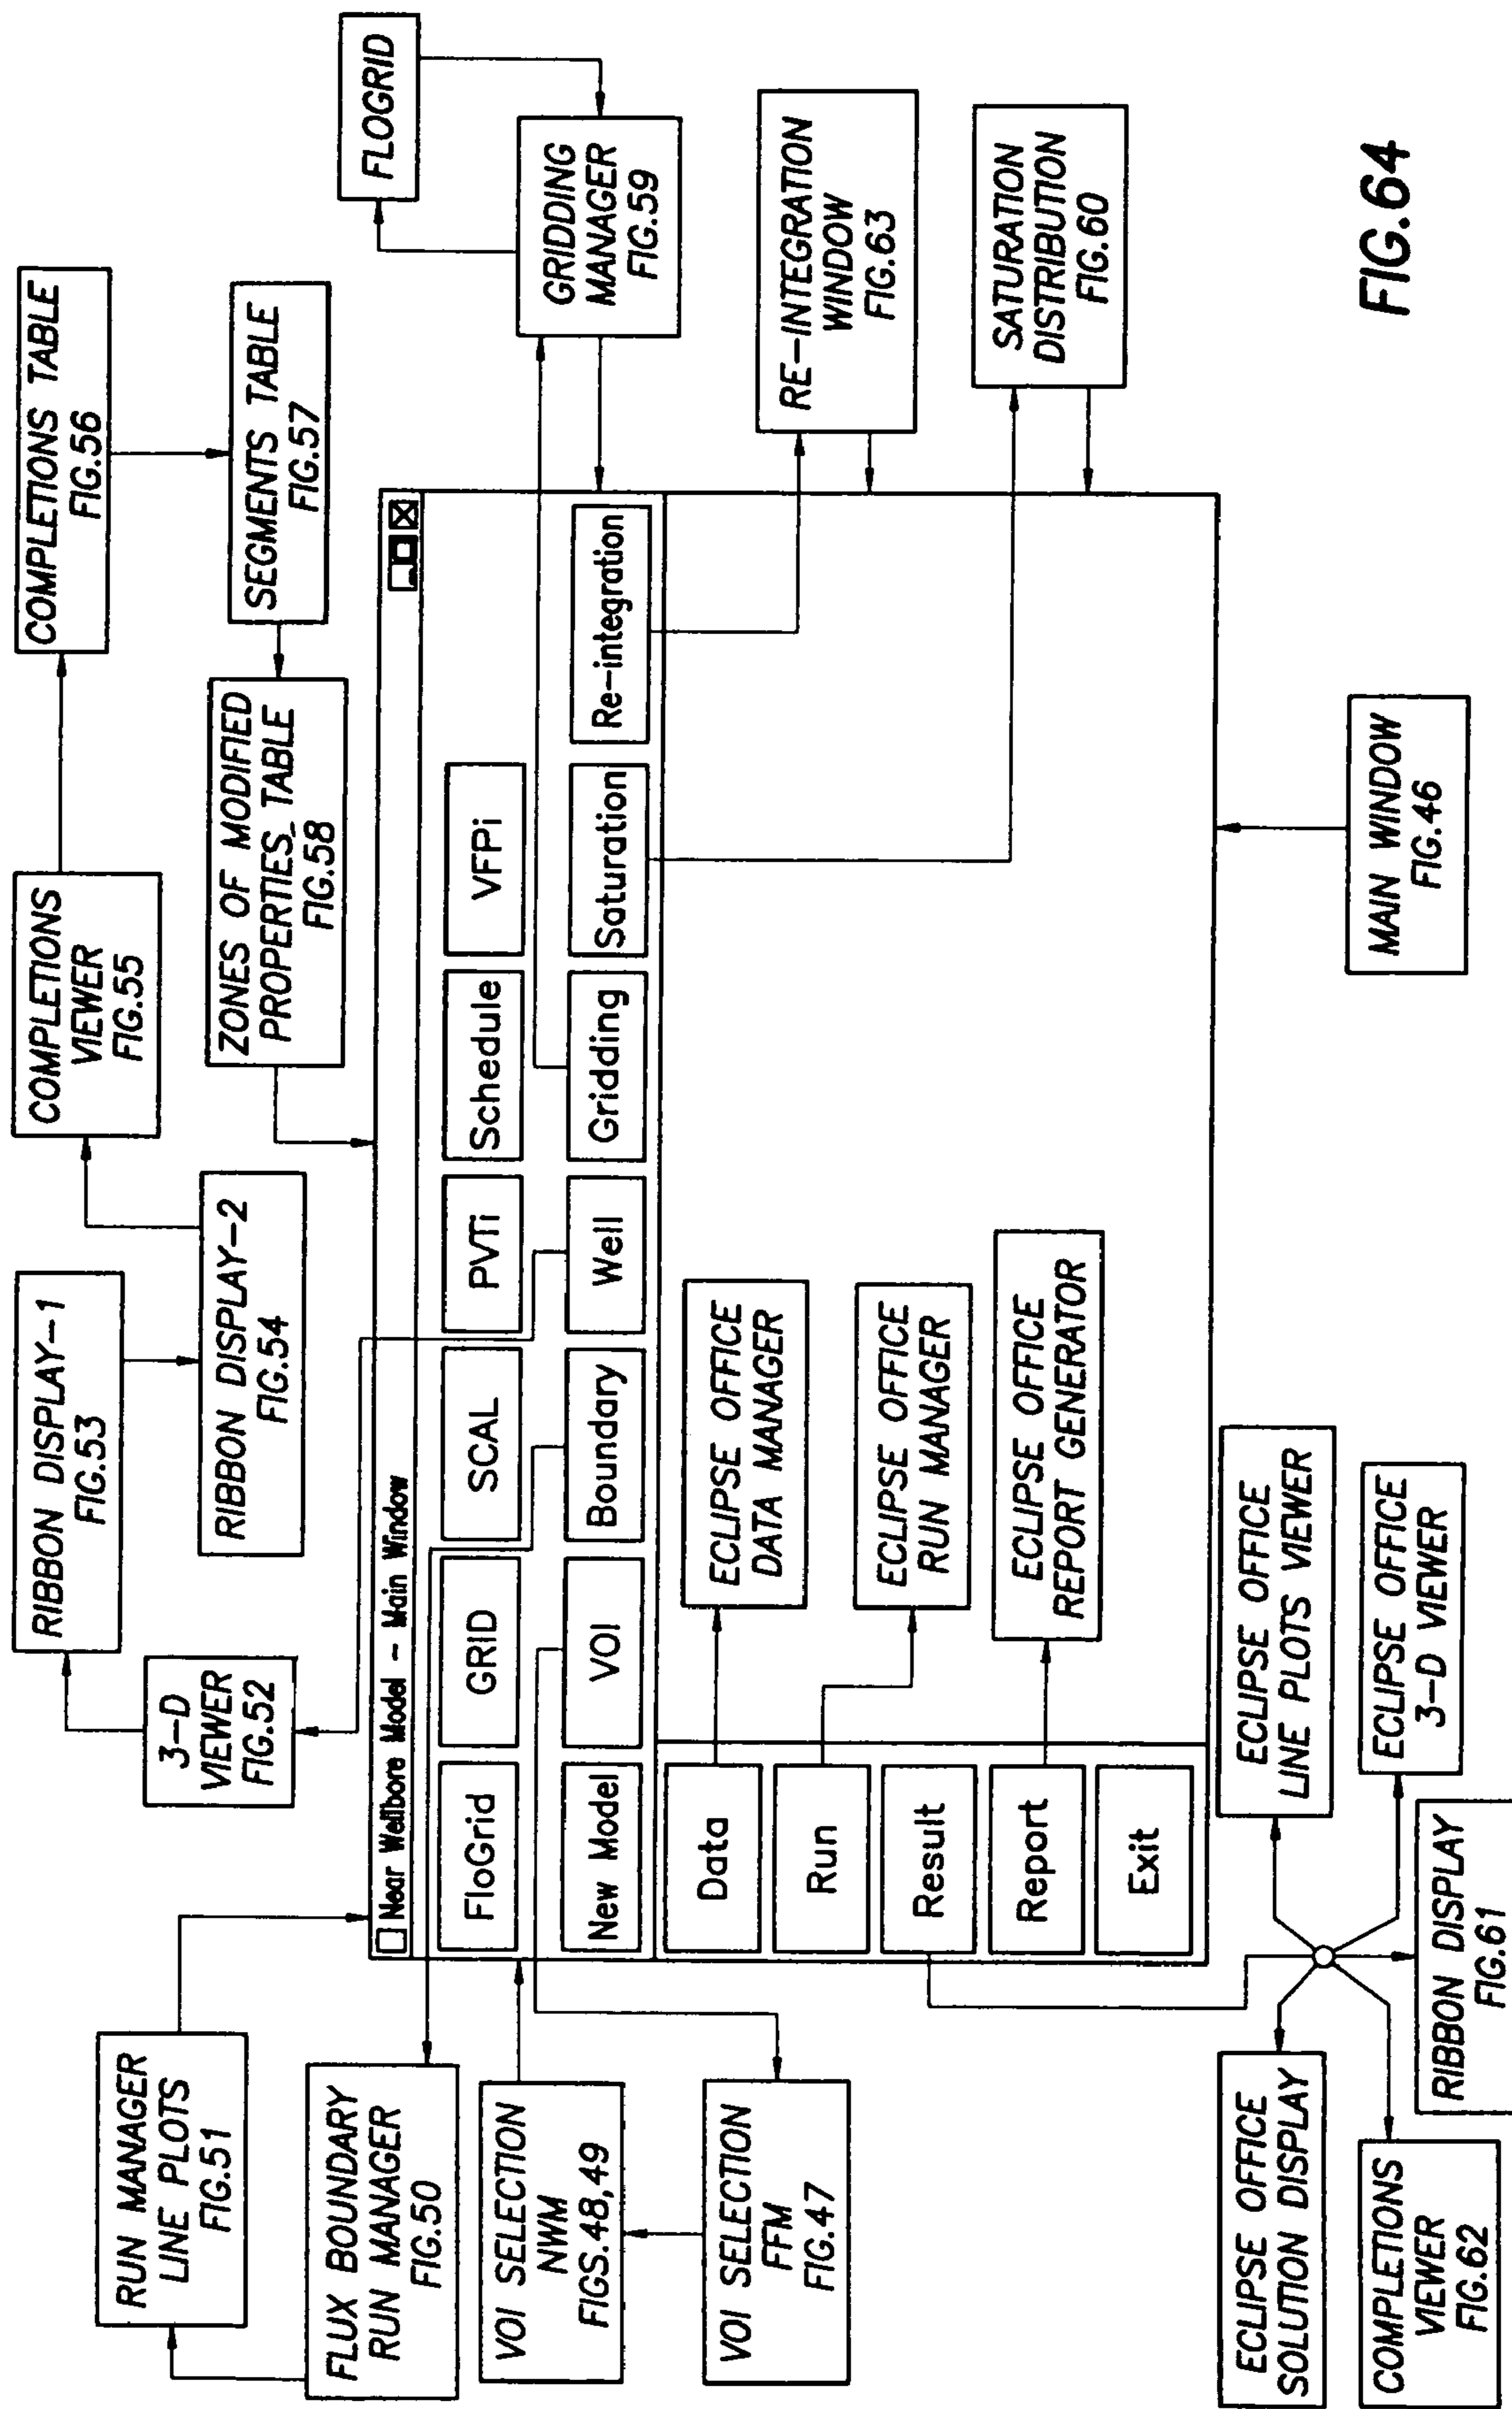 RUN MANAGER
LINE PLOTS
FIG.51
FLUX BOUNDARY
RUN MANAGER
FIG.50
VOI SELECTION
NWM
FIGS.48,49
VOI SELECTION
FFM
FIG.47
3-D
VIEWER
FIG.52
RIBBON DISPLAY-1
FIG.53
RIBBON DISPLAY-2
FIG.54
COMPLETIONS
VIEWER
FIG.55
COMPLETIONS TABLE
FIG.56
SEGMENTS TABLE
FIG.57
ZONES OF MODIFIED
PROPERTIES_TABLE
FIG.58
FLOGRID
GRIDDING
MANAGER
FIG.59
RE-INTEGRATION
WINDOW
FIG.63
SATURATION
DISTRIBUTION
FIG.60
Near Wellbore Model - Main Window
FloGrid
GRID
SCAL
PVTi
Schedule
VFPi
New Model
VOI
Boundary
Well
Gridding
Saturation
Re-integration
Data
Run
Result
Report
Exit
ECLIPSE OFFICE
DATA MANAGER
ECLIPSE OFFICE
RUN MANAGER
ECLIPSE OFFICE
REPORT GENERATOR
MAIN WINDOW
FIG.46
ECLIPSE OFFICE
SOLUTION DISPLAY
COMPLETIONS
VIEWER
FIG.62
RIBBON DISPLAY
FIG.61
ECLIPSE OFFICE
LINE PLOTS VIEWER
ECLIPSE OFFICE
3-D VIEWER
FIG.64